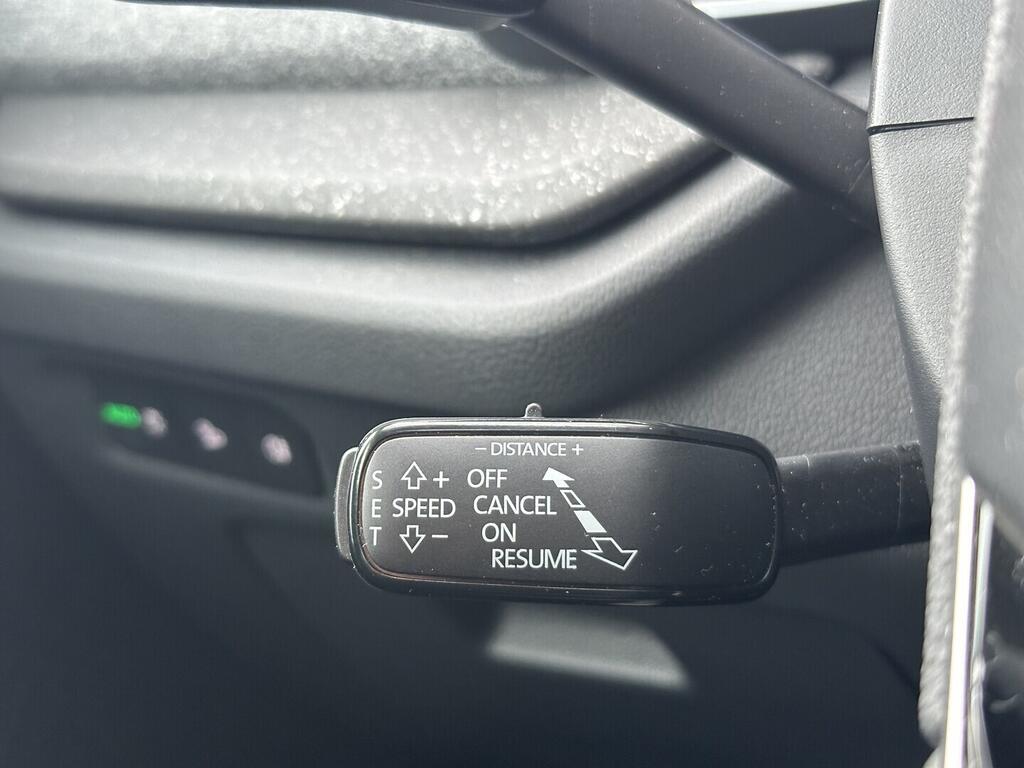 − DISTANCE +
S + OFF
E SPEED CANCEL
T − ON
RESUME